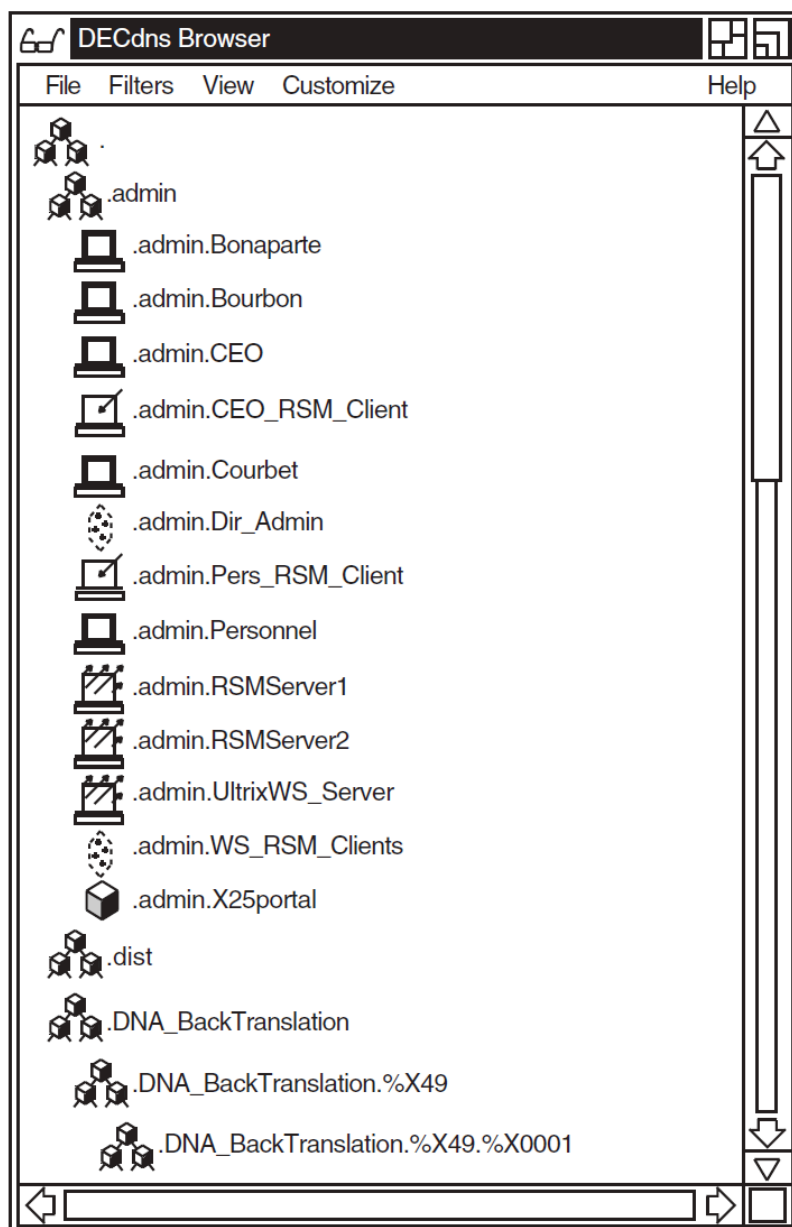 DECdns Browser
File Filters View Customize Help
.
.admin
.admin.Bonaparte
.admin.Bourbon
.admin.CEO
.admin.CEO_RSM_Client
.admin.Courbet
.admin.Dir_Admin
.admin.Pers_RSM_Client
.admin.Personnel
.admin.RSMServer1
.admin.RSMServer2
.admin.UltrixWS_Server
.admin.WS_RSM_Clients
.admin.X25portal
.dist
.DNA_BackTranslation
.DNA_BackTranslation.%X49
.DNA_BackTranslation.%X49.%X0001